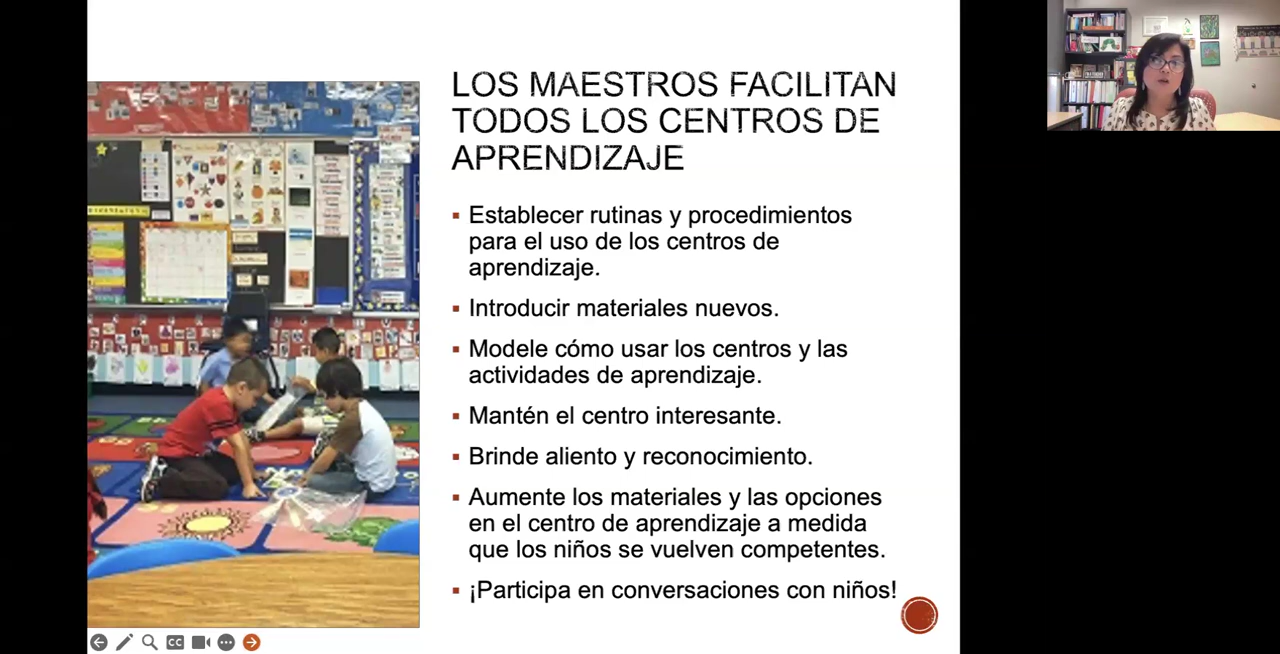 LOS MAESTROS FACILITAN
TODOS LOS CENTROS DE
APRENDIZAJE
▪ Establecer rutinas y procedimientos
para el uso de los centros de
aprendizaje.
▪ Introducir materiales nuevos.
▪ Modele cómo usar los centros y las
actividades de aprendizaje.
▪ Mantén el centro interesante.
▪ Brinde aliento y reconocimiento.
▪ Aumente los materiales y las opciones
en el centro de aprendizaje a medida
que los niños se vuelven competentes.
▪ ¡Participa en conversaciones con niños!
CC